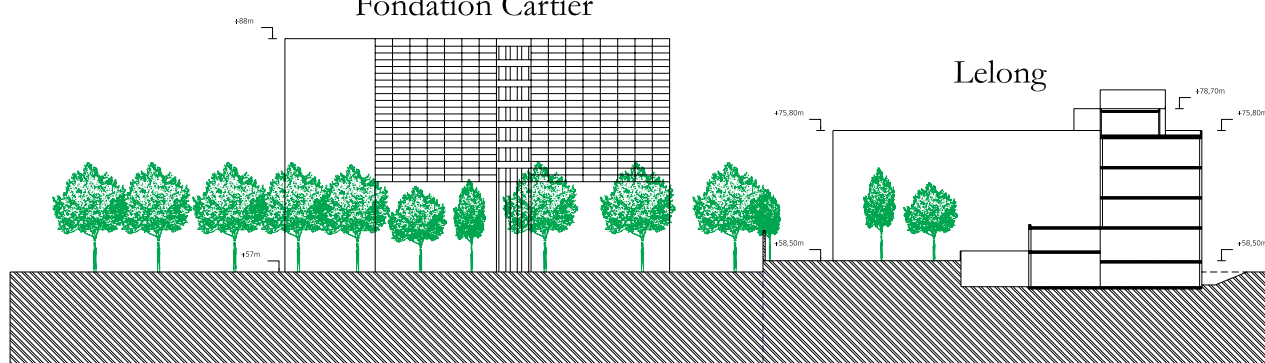 Fondation Cartier
+88m
Lelong
+78,70m
+75,80m
+75,80m
+57m
+58,50m
+58,50m